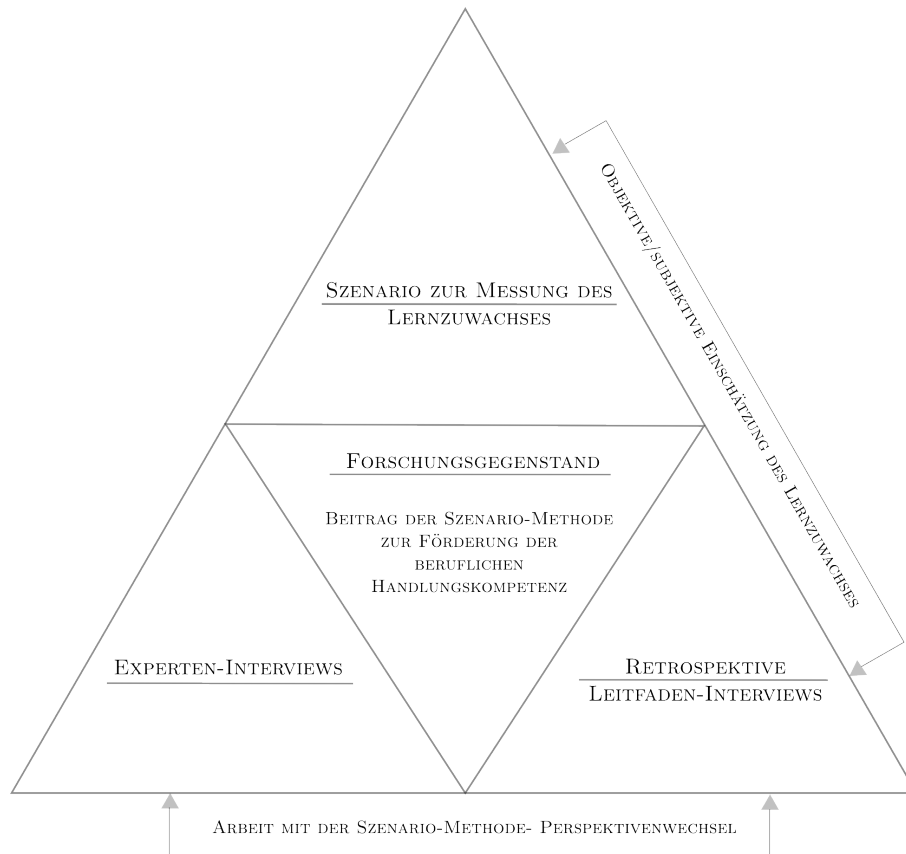 Szenario zur Messung des
Lernzuwachses
Objektive/subjektive Einschätzung des Lernzuwachses
Forschungsgegenstand
Beitrag der Szenario-Methode
zur Förderung der
beruflichen
Handlungskompetenz
Experten-Interviews
Retrospektive
Leitfaden-Interviews
Arbeit mit der Szenario-Methode- Perspektivenwechsel